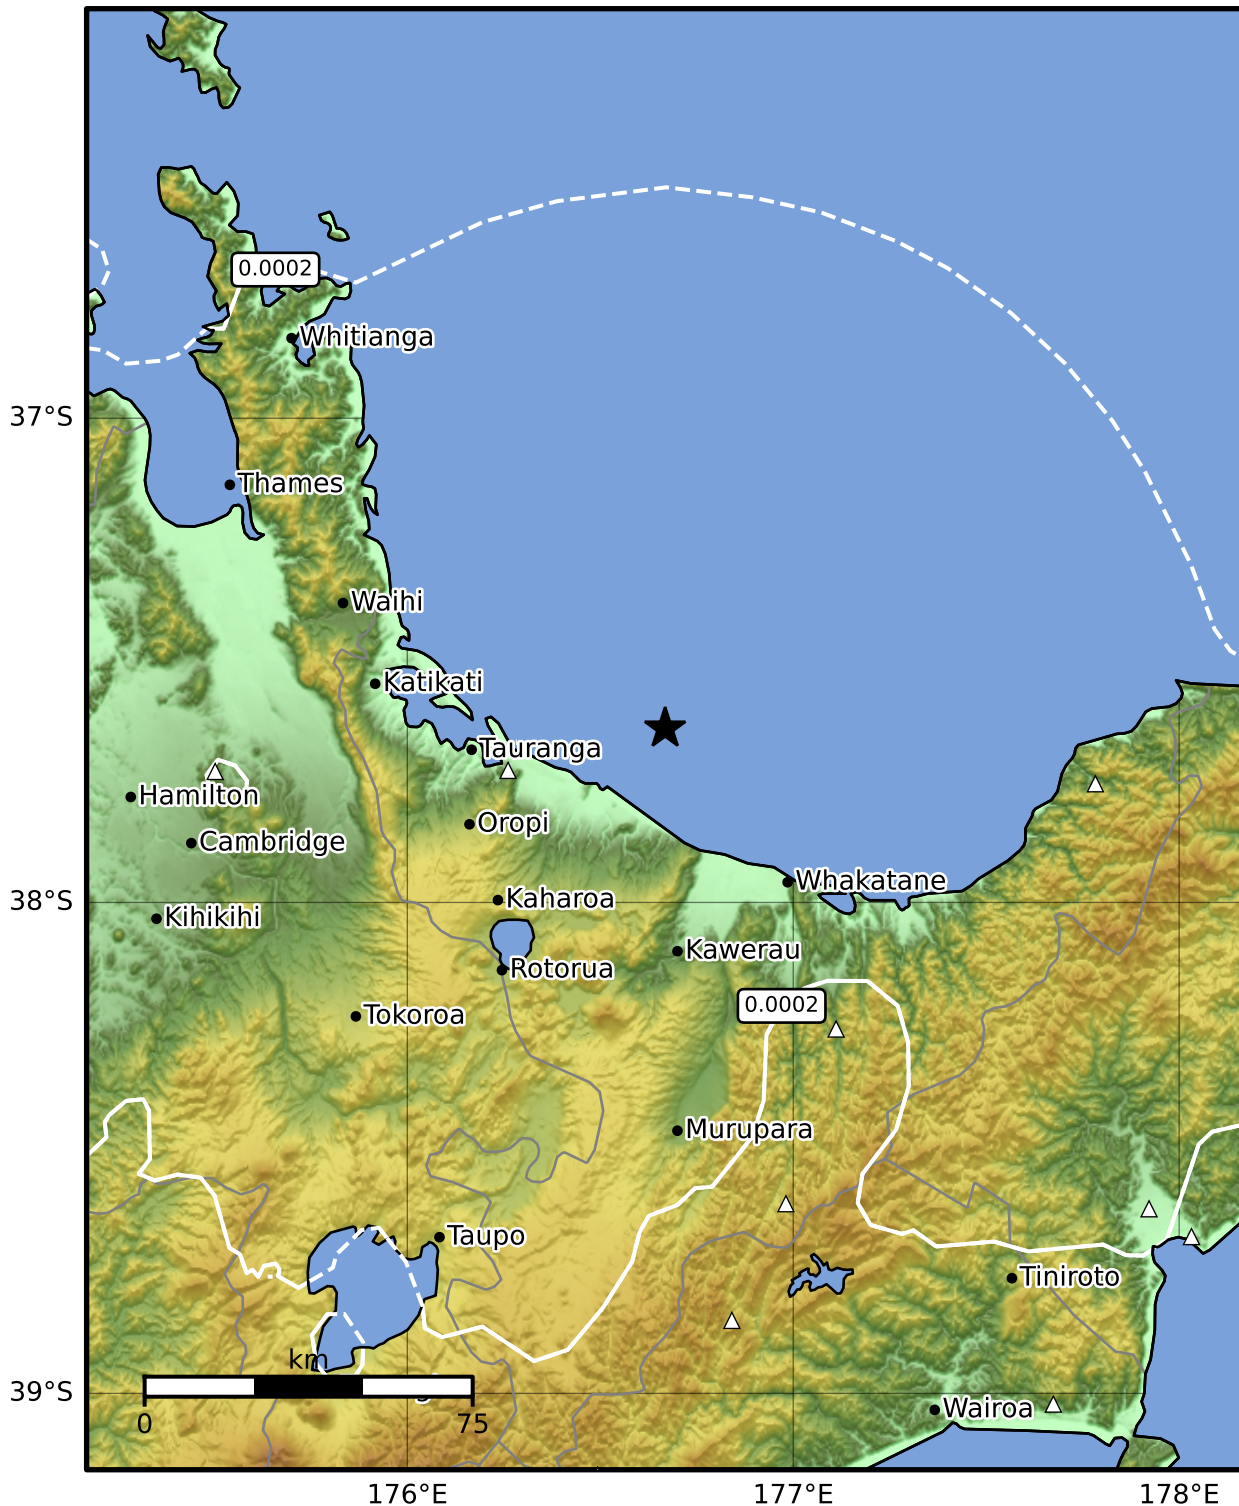 0.0002
Whitianga
37°S
Thames
Waihi
Katikati
Tauranga
Hamilton
Oropi
Cambridge
Whakatane
38°S
Kaharoa
Kihikihi
Kawerau
Rotorua
0.0002
Tokoroa
Murupara
Taupo
Tiniroto
km
39°S
Wairoa
0
75
176°E
177°E
178°E